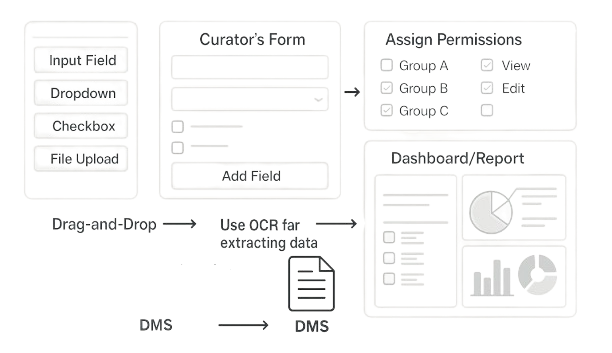 Input Field
Dropdown
Checkbox
File Upload
Curator's Form
Add Field
Assign Permissions
Group A
View
Group B
Edit
Group C
Dashboard/Report
Drag-and-Drop
Use OCR far
extracting data
DMS
DMS